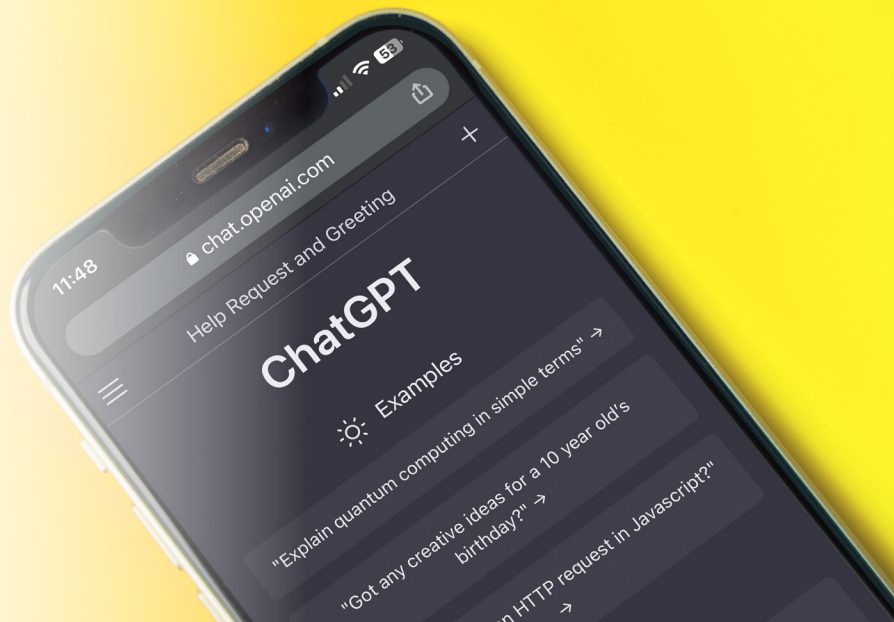 11:48
53
chat.openai.com
Help Request and Greeting
ChatGPT
Examples
"Explain quantum computing in simple terms" →
"Got any creative ideas for a 10 year old's
birthday?" →
HTTP request in Javascript?"
→